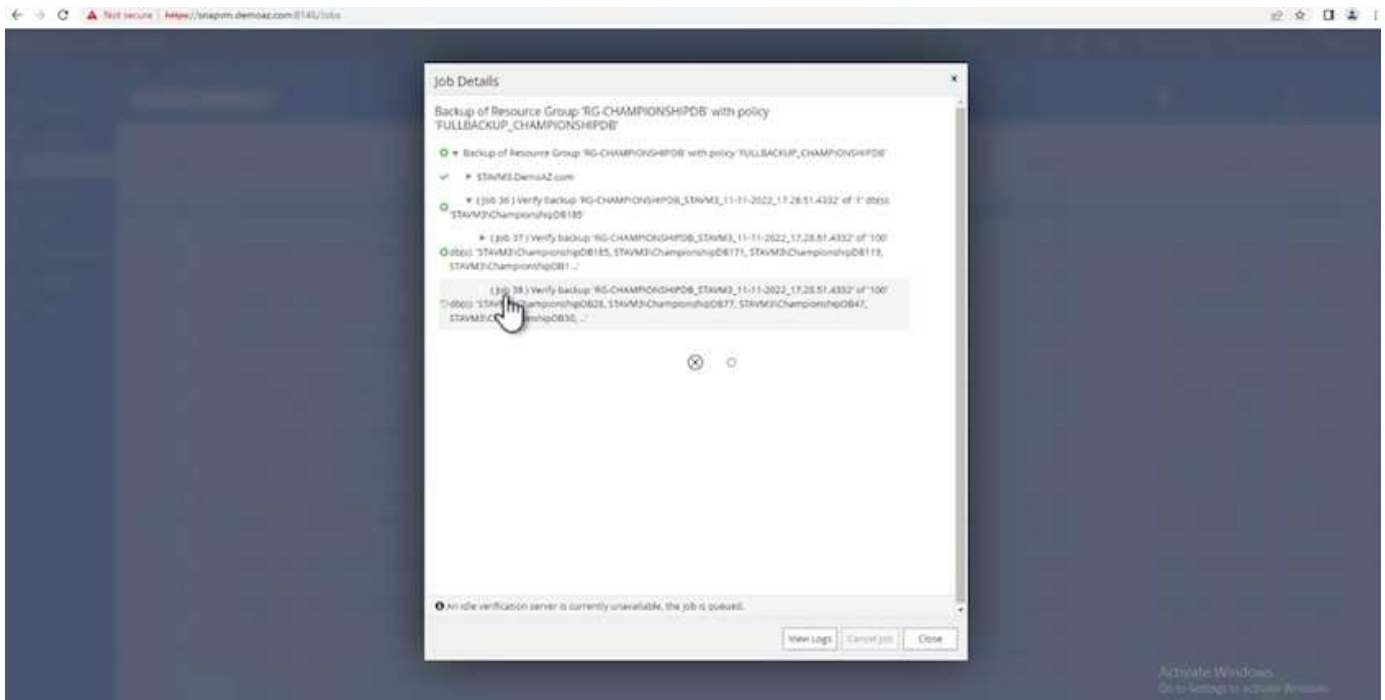 Not secure | https://snapvm.demoaz.com:8146/Jobs
Job Details
×
Backup of Resource Group 'RG-CHAMPIONSHIPDB' with policy
'FULLBACKUP_CHAMPIONSHIPDB'
Backup of Resource Group 'RG-CHAMPIONSHIPDB' with policy 'FULLBACKUP_CHAMPIONSHIPDB'
STAVM3.DemoAZ.com
( Job 36 ) Verify backup 'RG-CHAMPIONSHIPDB_STAVM3_11-11-2022_17.28.51.4332' of '1' db(s):
'STAVM3\ChampionshipDB185'
( Job 37 ) Verify backup 'RG-CHAMPIONSHIPDB_STAVM3_11-11-2022_17.28.51.4332' of '100'
db(s): 'STAVM3\ChampionshipDB185, STAVM3\ChampionshipDB171, STAVM3\ChampionshipDB119,
STAVM3\ChampionshipDB1 ...'
( Job 38 ) Verify backup 'RG-CHAMPIONSHIPDB_STAVM3_11-11-2022_17.28.51.4332' of '100'
db(s): ChampionshipDB28, STAVM3\ChampionshipDB77, STAVM3\ChampionshipDB47,
An idle verification server is currently unavailable, the job is queued.
View Logs Cancel Job Close
Activate Windows
Go to Settings to activate Windows.